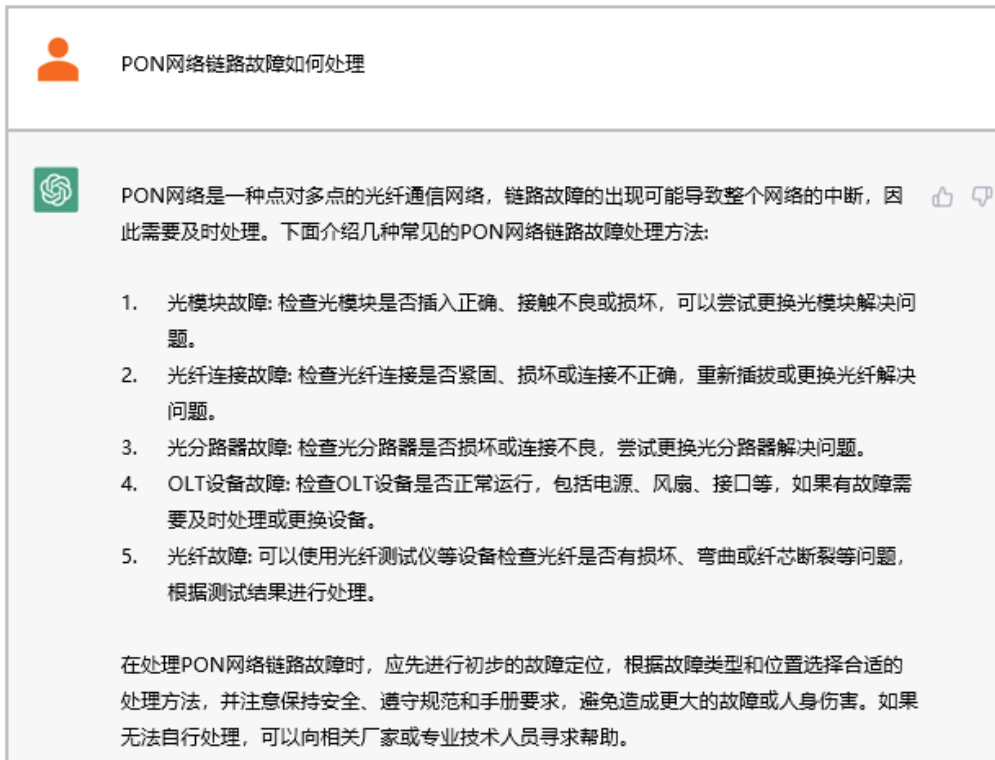 PON网络链路故障如何处理
PON网络是一种点对多点的光纤通信网络，链路故障的出现可能导致整个网络的中断，因
此需要及时处理。下面介绍几种常见的PON网络链路故障处理方法:
1. 光模块故障: 检查光模块是否插入正确、接触不良或损坏，可以尝试更换光模块解决问
题。
2. 光纤连接故障: 检查光纤连接是否紧固、损坏或连接不正确，重新插拔或更换光纤解决
问题。
3. 光分路器故障: 检查光分路器是否损坏或连接不良，尝试更换光分路器解决问题。
4. OLT设备故障: 检查OLT设备是否正常运行，包括电源、风扇、接口等，如果有故障需
要及时处理或更换设备。
5. 光纤故障: 可以使用光纤测试仪等设备检查光纤是否有损坏、弯曲或纤芯断裂等问题，
根据测试结果进行处理。
在处理PON网络链路故障时，应先进行初步的故障定位，根据故障类型和位置选择合适的
处理方法，并注意保持安全、遵守规范和手册要求，避免造成更大的故障或人身伤害。如果
无法自行处理，可以向相关厂家或专业技术人员寻求帮助。